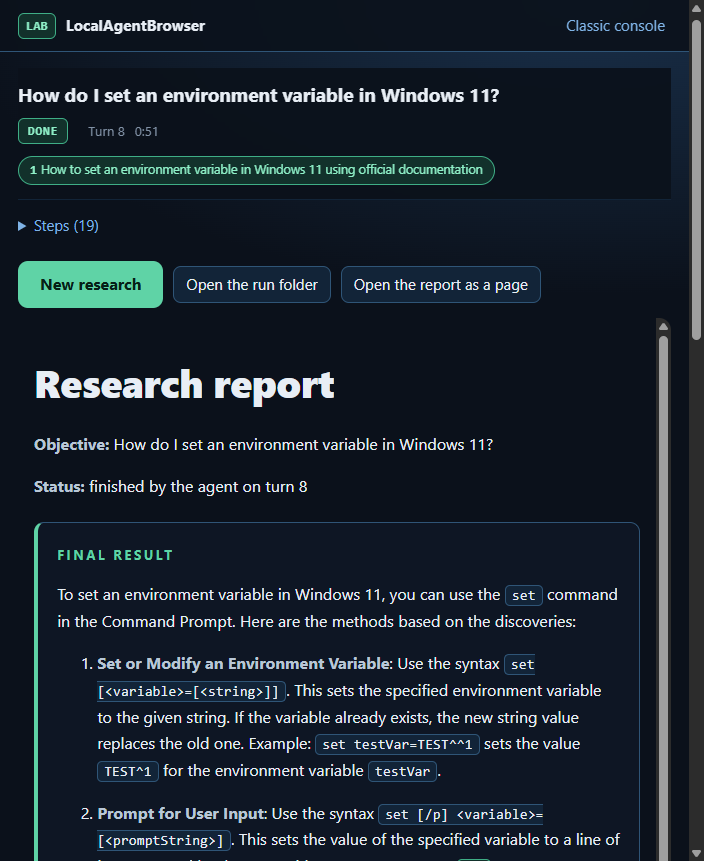 LAB LocalAgentBrowser Classic console
How do I set an environment variable in Windows 11?
DONE Turn 8 0:51
1 How to set an environment variable in Windows 11 using official documentation
Steps (19)
New research Open the run folder Open the report as a page
Research report
Objective: How do I set an environment variable in Windows 11?
Status: finished by the agent on turn 8
FINAL RESULT
To set an environment variable in Windows 11, you can use the set command
in the Command Prompt. Here are the methods based on the discoveries:
1. Set or Modify an Environment Variable: Use the syntax set
[<variable>=[<string>]]. This sets the specified environment variable
to the given string. If the variable already exists, the new string value
replaces the old one. Example: set testVar=TEST^^1 sets the value
TEST^1 for the environment variable testVar.
2. Prompt for User Input: Use the syntax set [/p] <variable>=
[<promptString>]. This sets the value of the specified variable to a line of